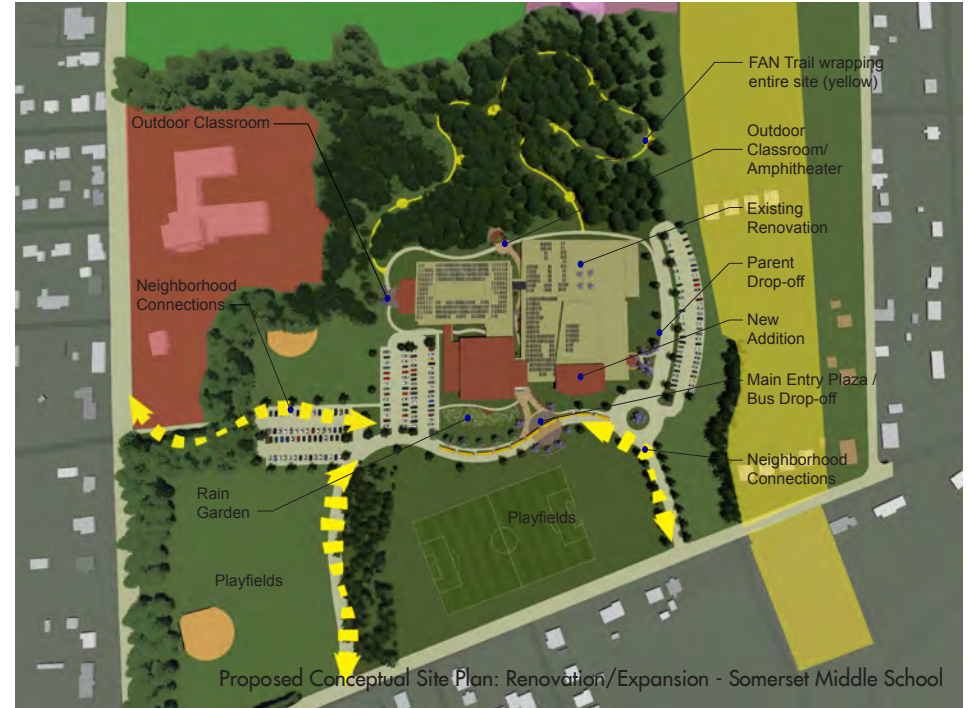 FAN Trail wrapping
entire site (yellow)
Outdoor Classroom
Outdoor
Classroom/
Amphitheater
Existing
Renovation
Parent
Drop-off
Neighborhood
Connections
New
Addition
Main Entry Plaza /
Bus Drop-off
Neighborhood
Connections
Rain
Garden
Playfields
Playfields
Proposed Conceptual Site Plan: Renovation/Expansion - Somerset Middle School